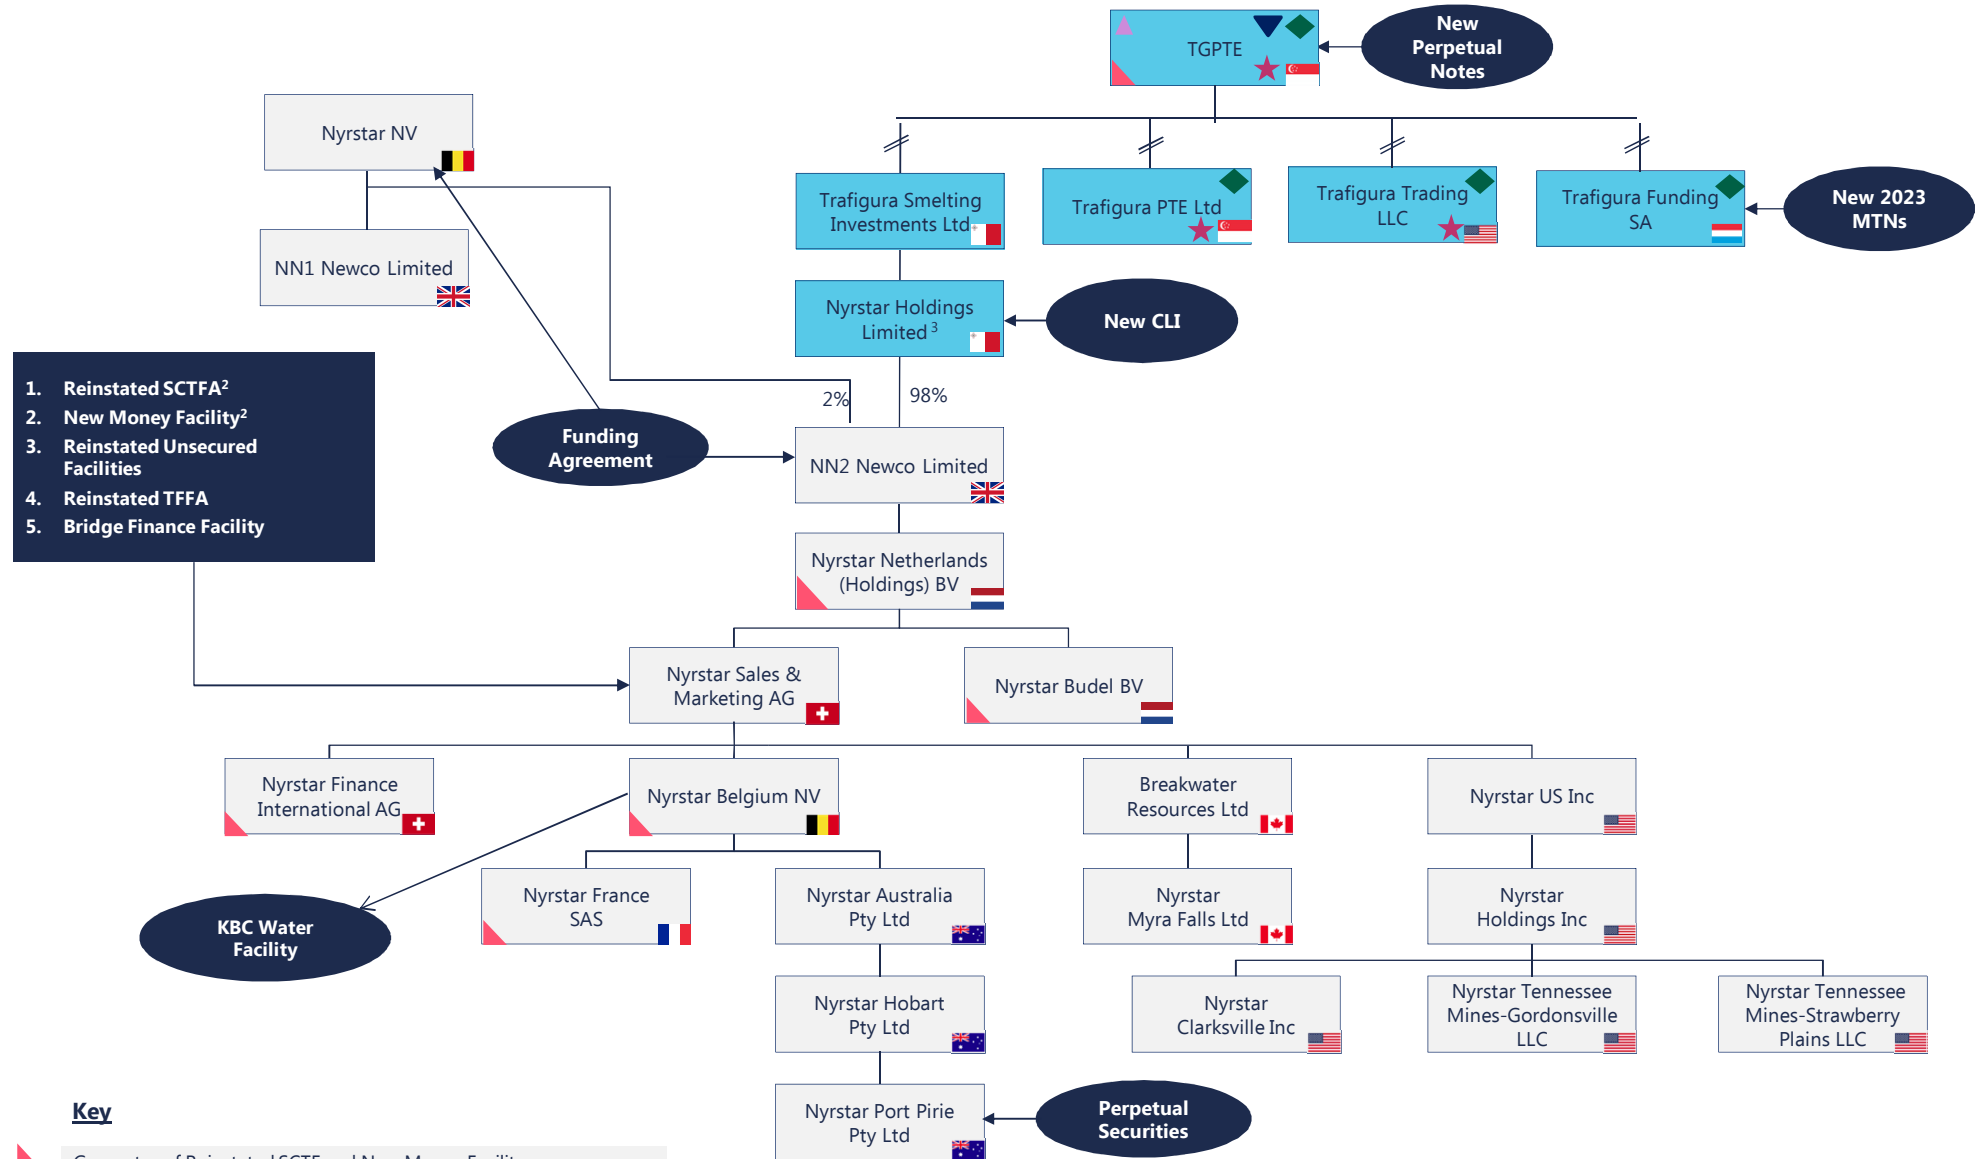 TGPTE
New
Perpetual
Notes
Nyrstar NV
NN1 Newco Limited
Trafigura Smelting
Investments Ltd
Trafigura PTE Ltd
Trafigura Trading
LLC
Trafigura Funding
SA
New 2023
MTNs
Nyrstar Holdings
Limited 3
New CLI
1. Reinstated SCTFA2
2. New Money Facility2
3. Reinstated Unsecured
Facilities
4. Reinstated TFFA
5. Bridge Finance Facility
2%
98%
Funding
Agreement
NN2 Newco Limited
Nyrstar Netherlands
(Holdings) BV
Nyrstar Sales &
Marketing AG
Nyrstar Budel BV
Nyrstar Finance
International AG
Nyrstar Belgium NV
Breakwater
Resources Ltd
Nyrstar US Inc
KBC Water
Facility
Nyrstar France
SAS
Nyrstar Australia
Pty Ltd
Nyrstar
Myra Falls Ltd
Nyrstar
Holdings Inc
Nyrstar Hobart
Pty Ltd
Nyrstar
Clarksville Inc
Nyrstar Tennessee
Mines-Gordonsville
LLC
Nyrstar Tennessee
Mines-Strawberry
Plains LLC
Nyrstar Port Pirie
Pty Ltd
Perpetual
Securities
Key